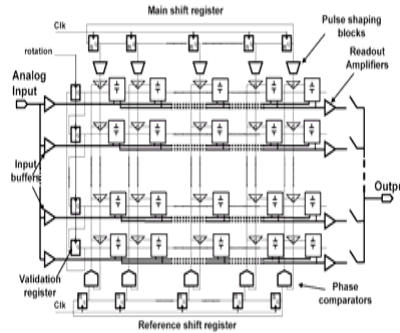 Main shift register
Clk
Pulse shaping
blocks
rotation
Readout
Amplifiers
Analog
Input
Input
buffers
Output
Validation
register
Clk
Phase
comparators
Reference shift register